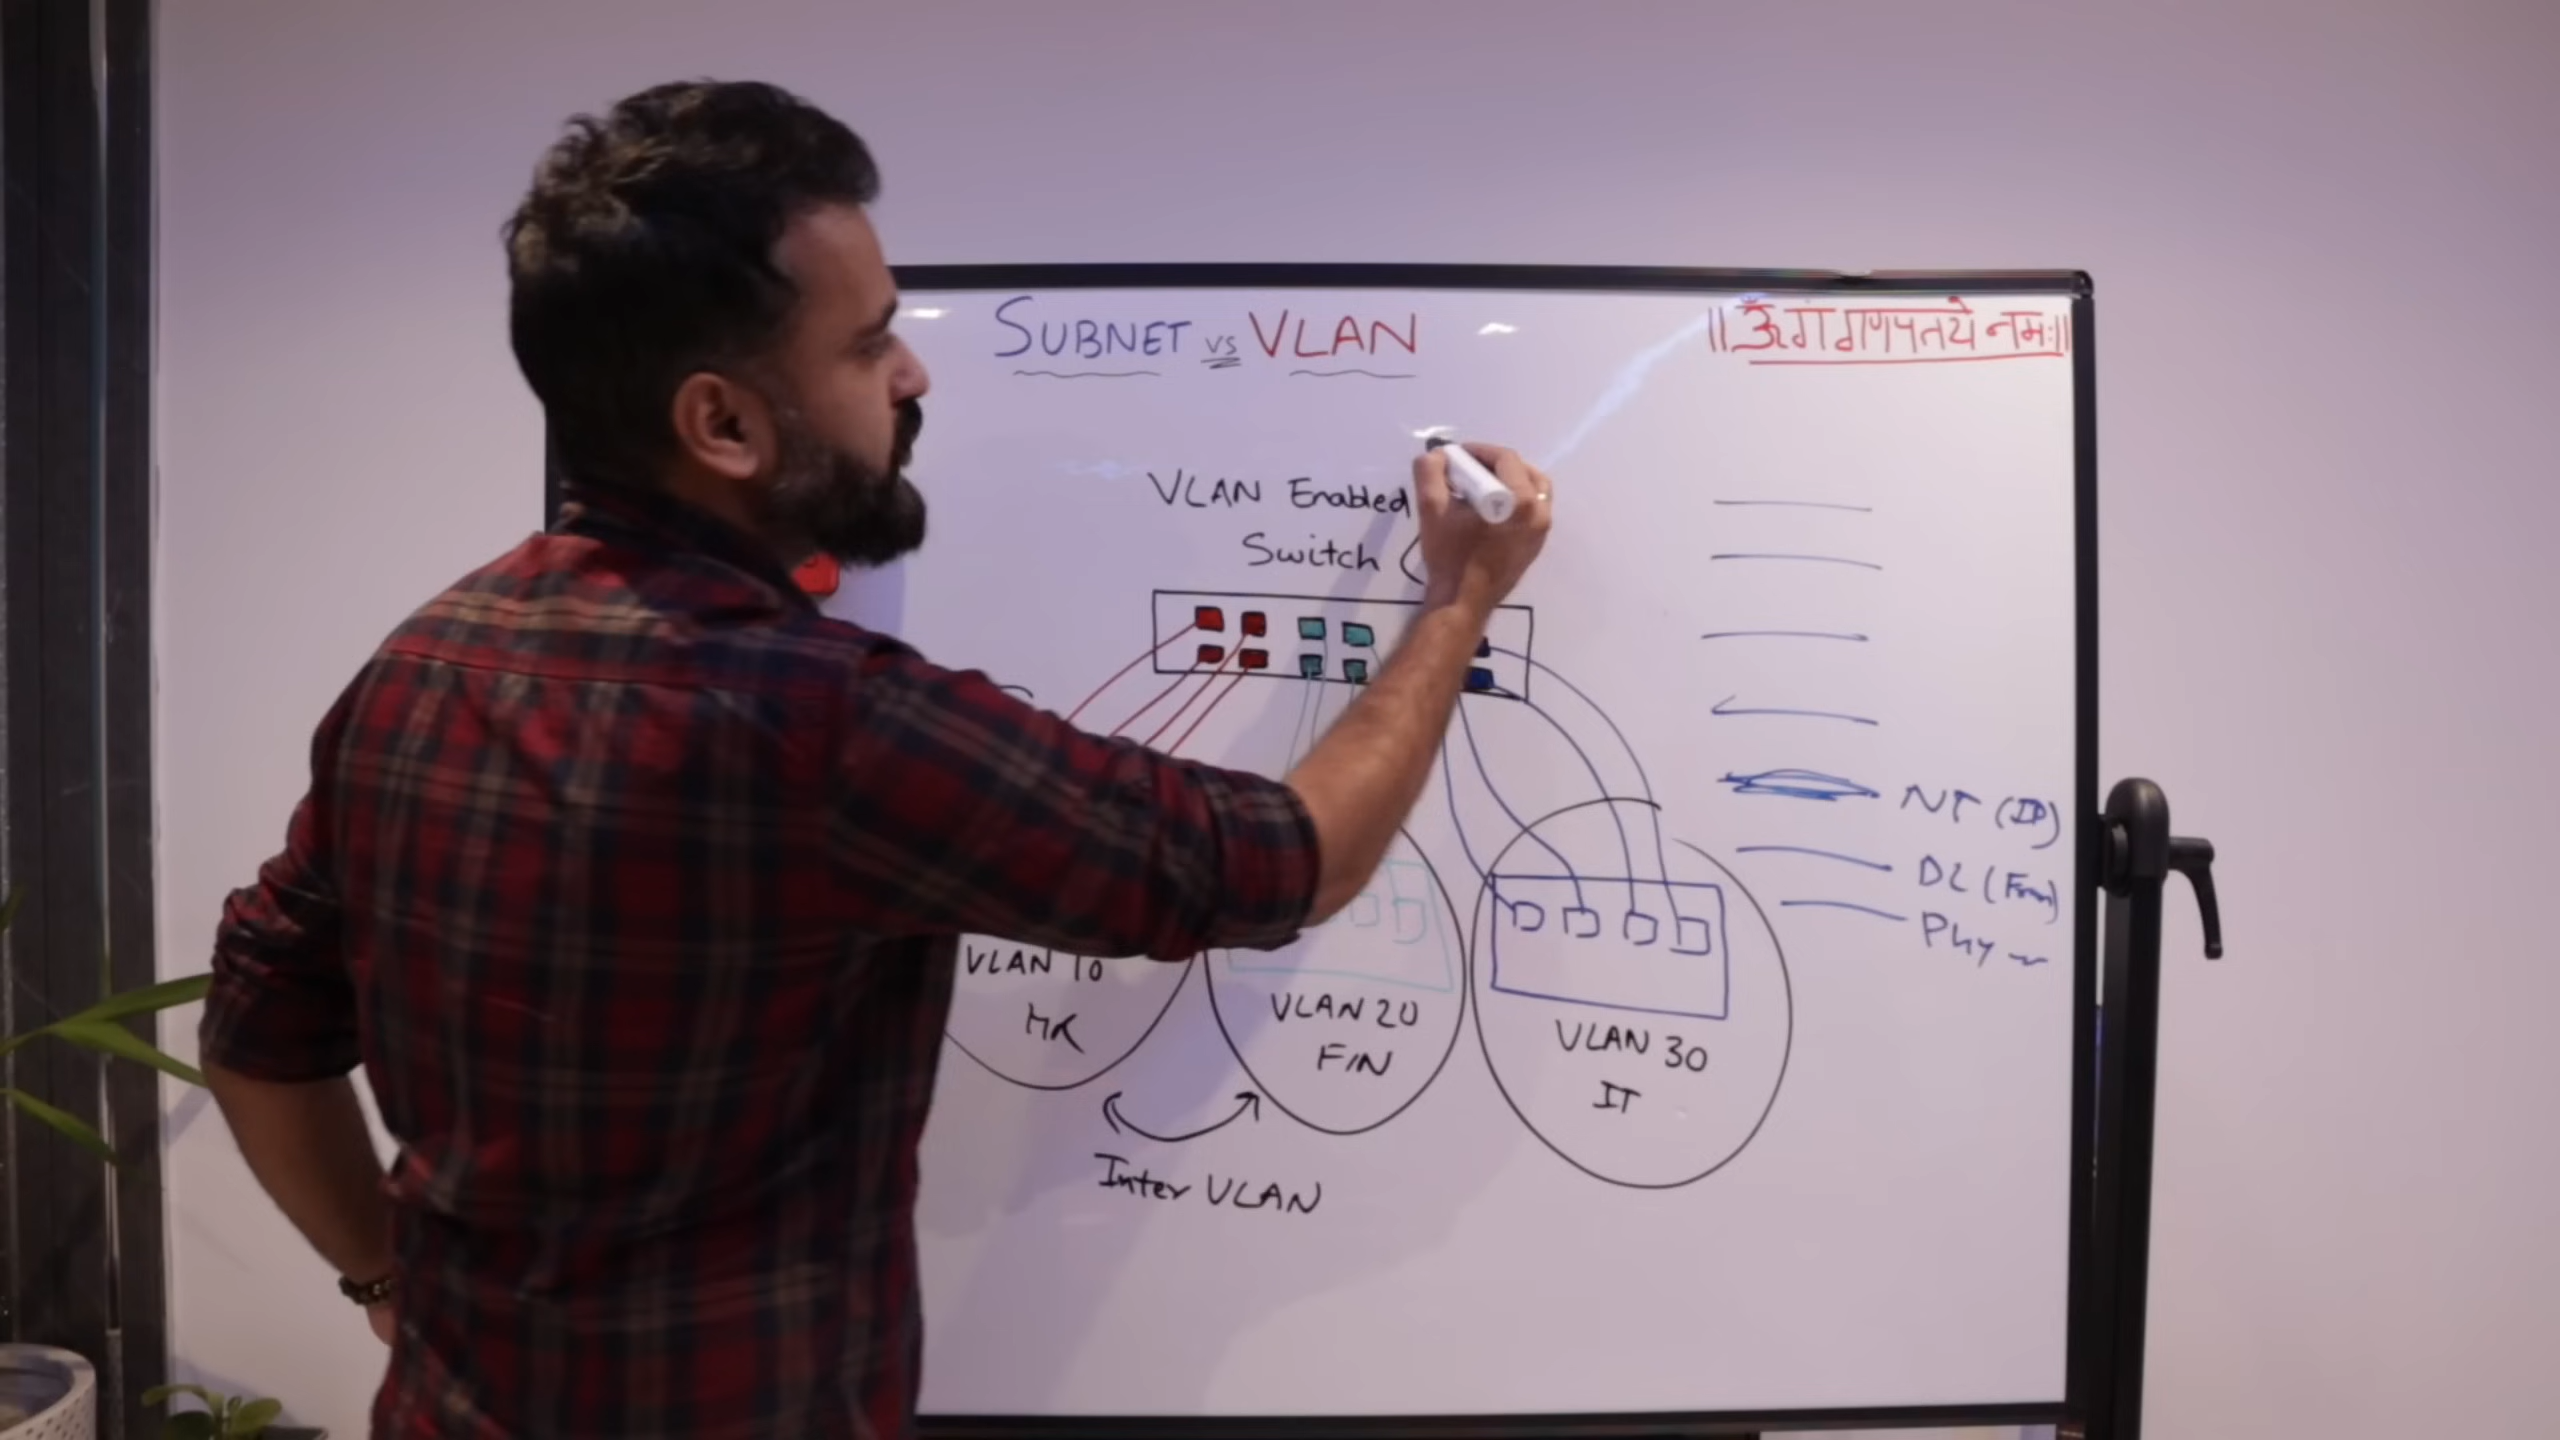 SUBNET vs VLAN
॥ ॐ गं गणपतये नमः॥
VLAN Enabled
Switch (
NT (IP)
DL (Fram)
Phy
VLAN 10
HR
VLAN 20
FIN
VLAN 30
IT
Inter VLAN